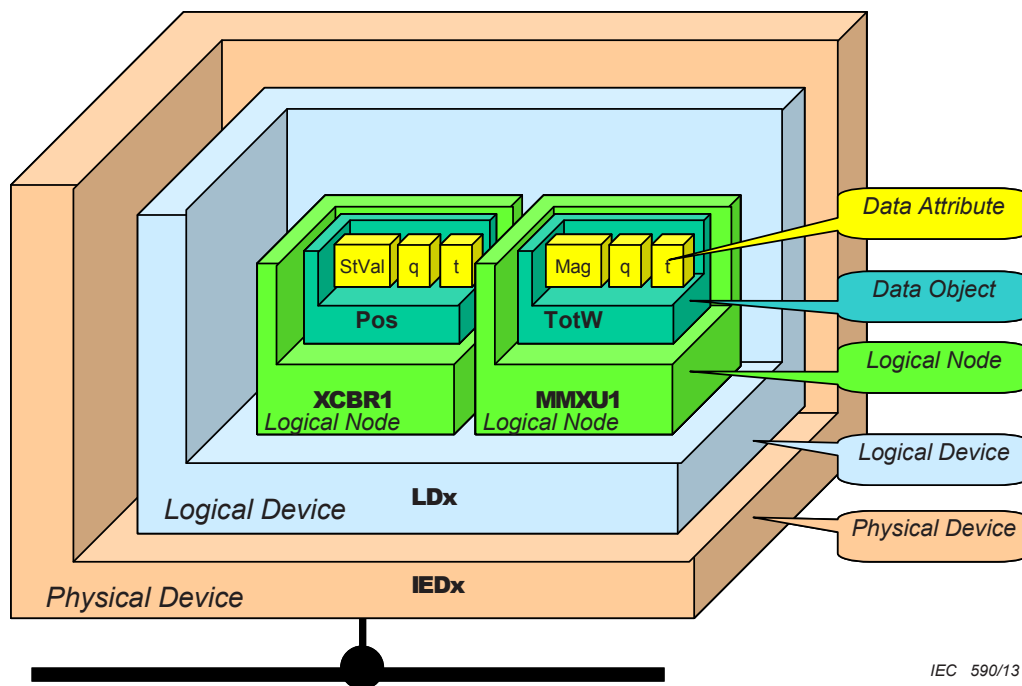 Data Attribute
StVal q t
Mag q t
Data Object
Pos
TotW
Logical Node
XCBR1
Logical Node
MMXU1
Logical Node
Logical Device
LDx
Logical Device
Physical Device
IEDx
Physical Device
IEC 590/13